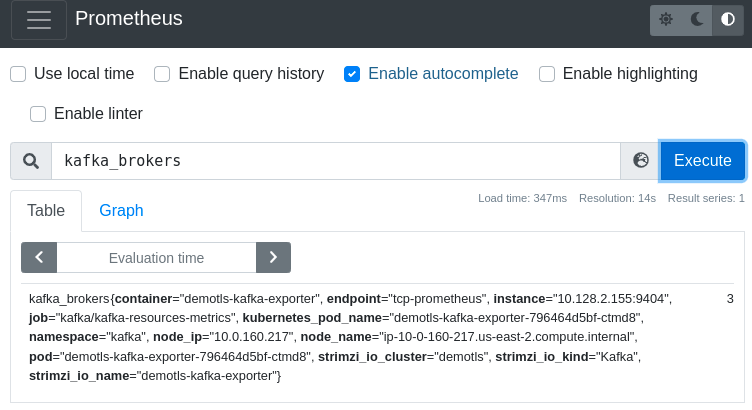 Prometheus
Use local time Enable query history Enable autocomplete Enable highlighting
Enable linter
kafka_brokers Execute
Load time: 347ms Resolution: 14s Result series: 1
Table Graph
Evaluation time
kafka_brokers{container="demotls-kafka-exporter", endpoint="tcp-prometheus", instance="10.128.2.155:9404", 3
job="kafka/kafka-resources-metrics", kubernetes_pod_name="demotls-kafka-exporter-796464d5bf-ctmd8",
namespace="kafka", node_ip="10.0.160.217", node_name="ip-10-0-160-217.us-east-2.compute.internal",
pod="demotls-kafka-exporter-796464d5bf-ctmd8", strimzi_io_cluster="demotls", strimzi_io_kind="Kafka",
strimzi_io_name="demotls-kafka-exporter"}